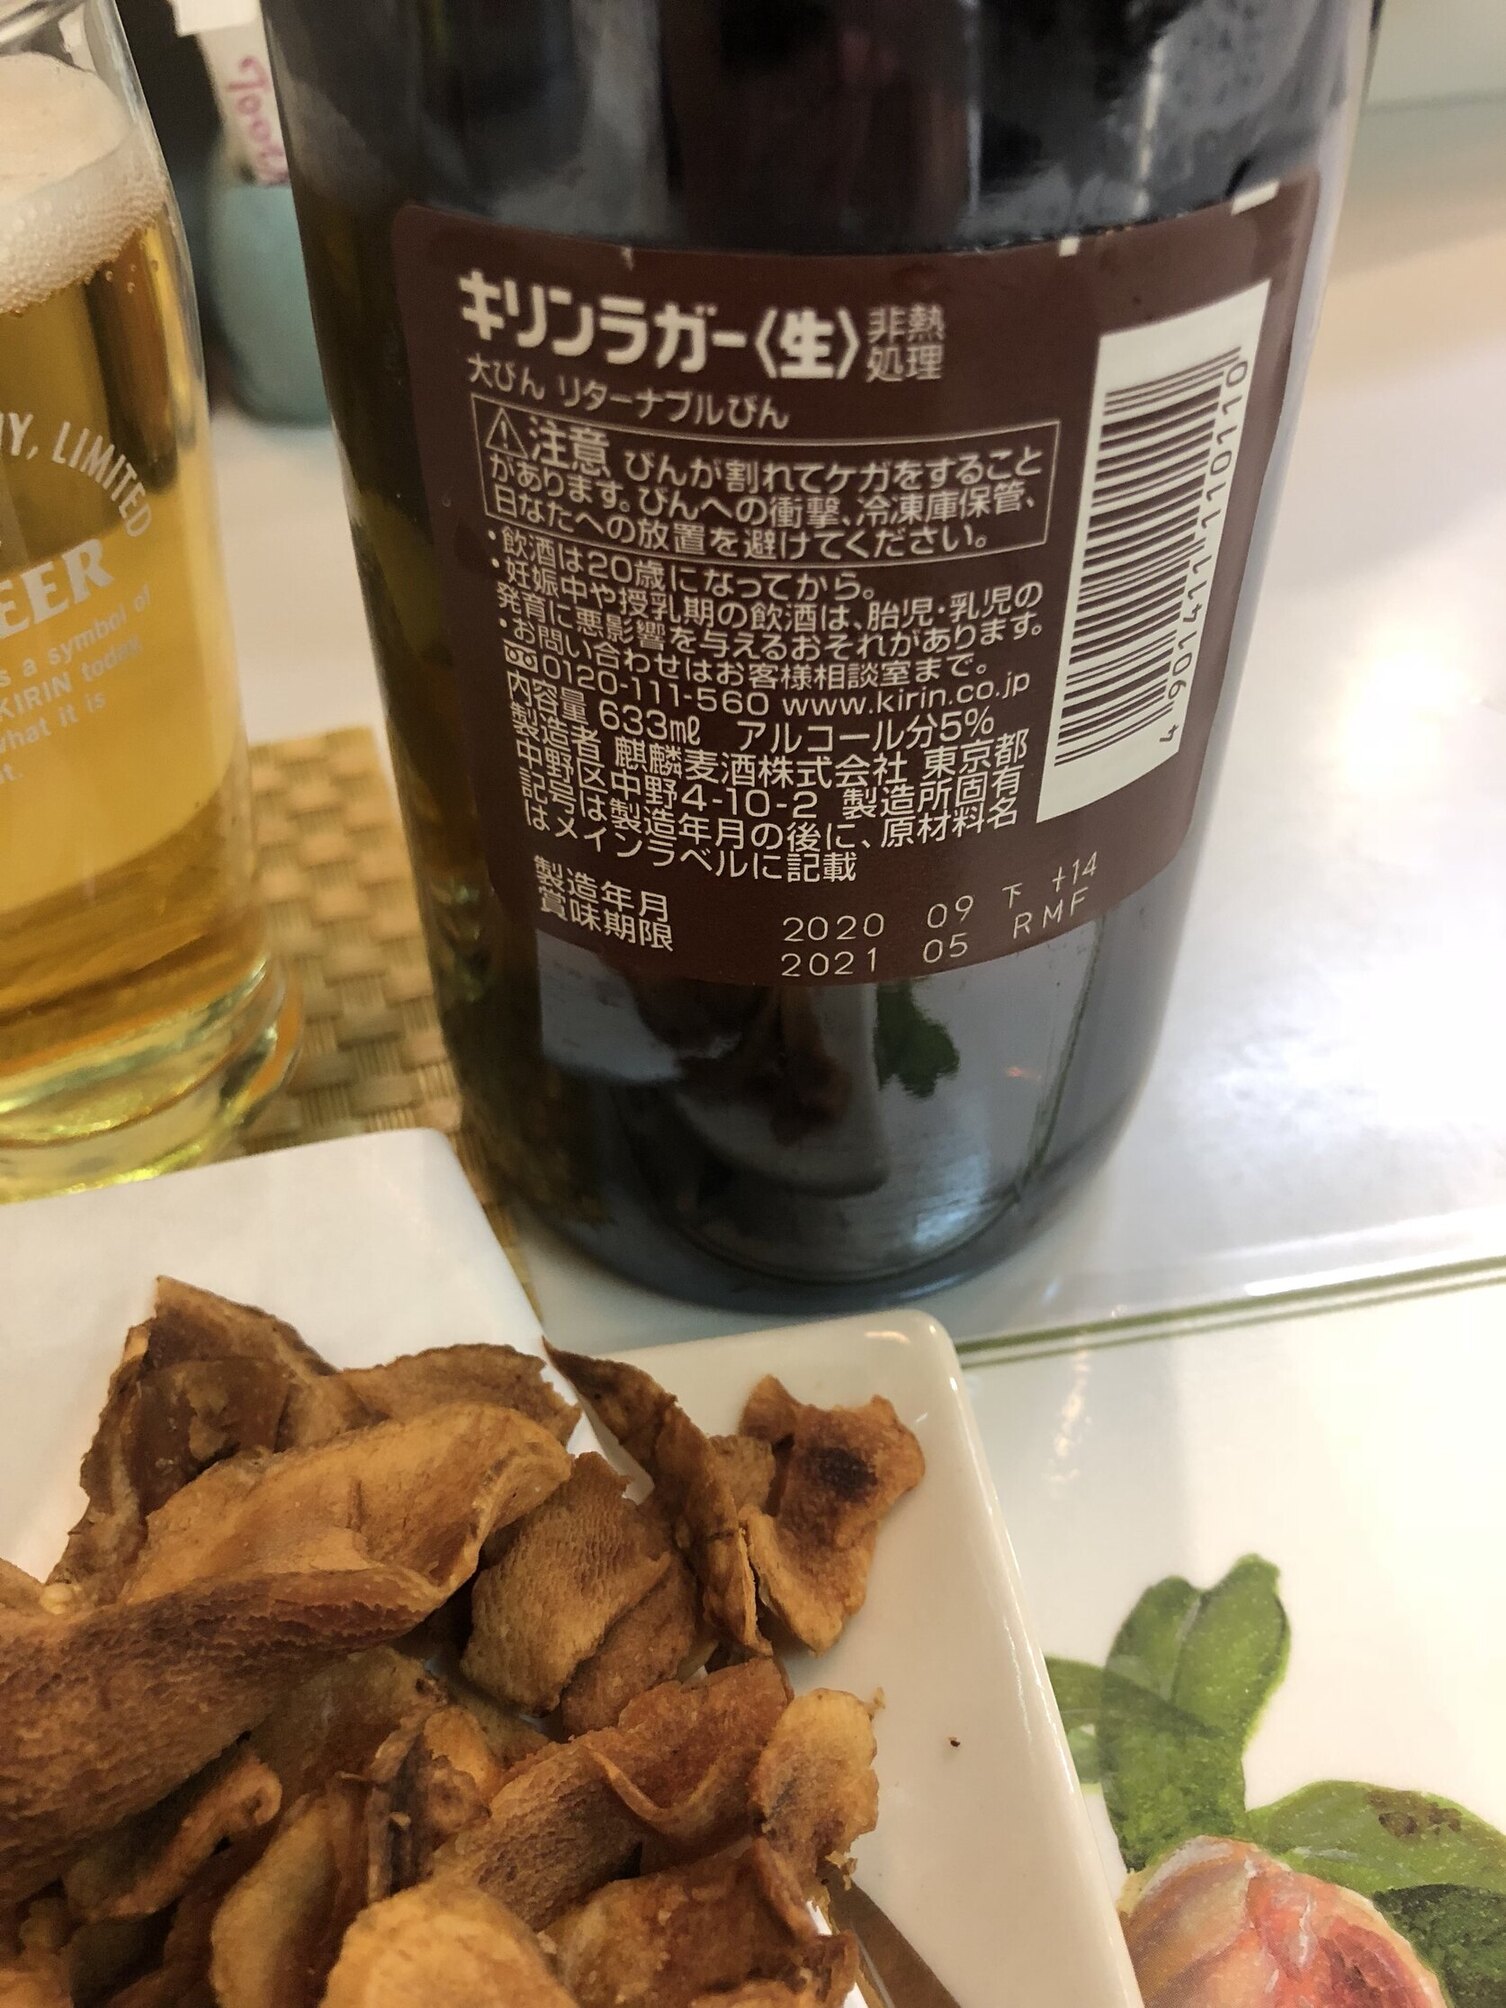 Y, LIMITED
EER
s a symbol of
KIRIN today
what it is
t.
キリンラガー〈生〉非熱処理
大びん リターナブルびん
⚠注意 びんが割れてケガをすること
があります。びんへの衝撃、冷凍庫保管、
日なたへの放置を避けてください。
・飲酒は20歳になってから。
・妊娠中や授乳期の飲酒は、胎児・乳児の
発育に悪影響を与えるおそれがあります。
・お問い合わせはお客様相談室まで。
0120-111-560 www.kirin.co.jp
内容量 633mℓ アルコール分5%
製造者 麒麟麦酒株式会社 東京都
中野区中野4-10-2 製造所固有
記号は製造年月の後に、原材料名
はメインラベルに記載
製造年月 2020 09 下 +14
賞味期限 2021 05 RMF
4 901411 110110